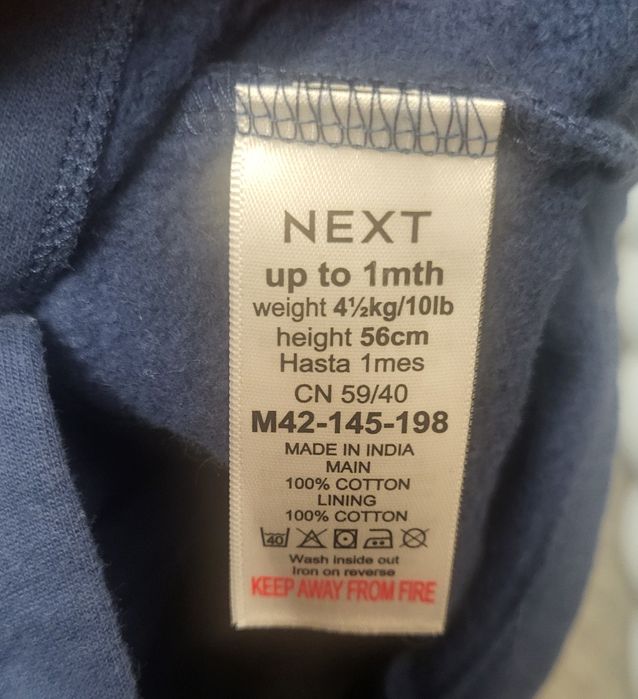 NEXT
up to 1mth
weight 4½kg/10lb
height 56cm
Hasta 1mes
CN 59/40
M42-145-198
MADE IN INDIA
MAIN
100% COTTON
LINING
100% COTTON
40
Wash inside out
Iron on reverse
KEEP AWAY FROM FIRE